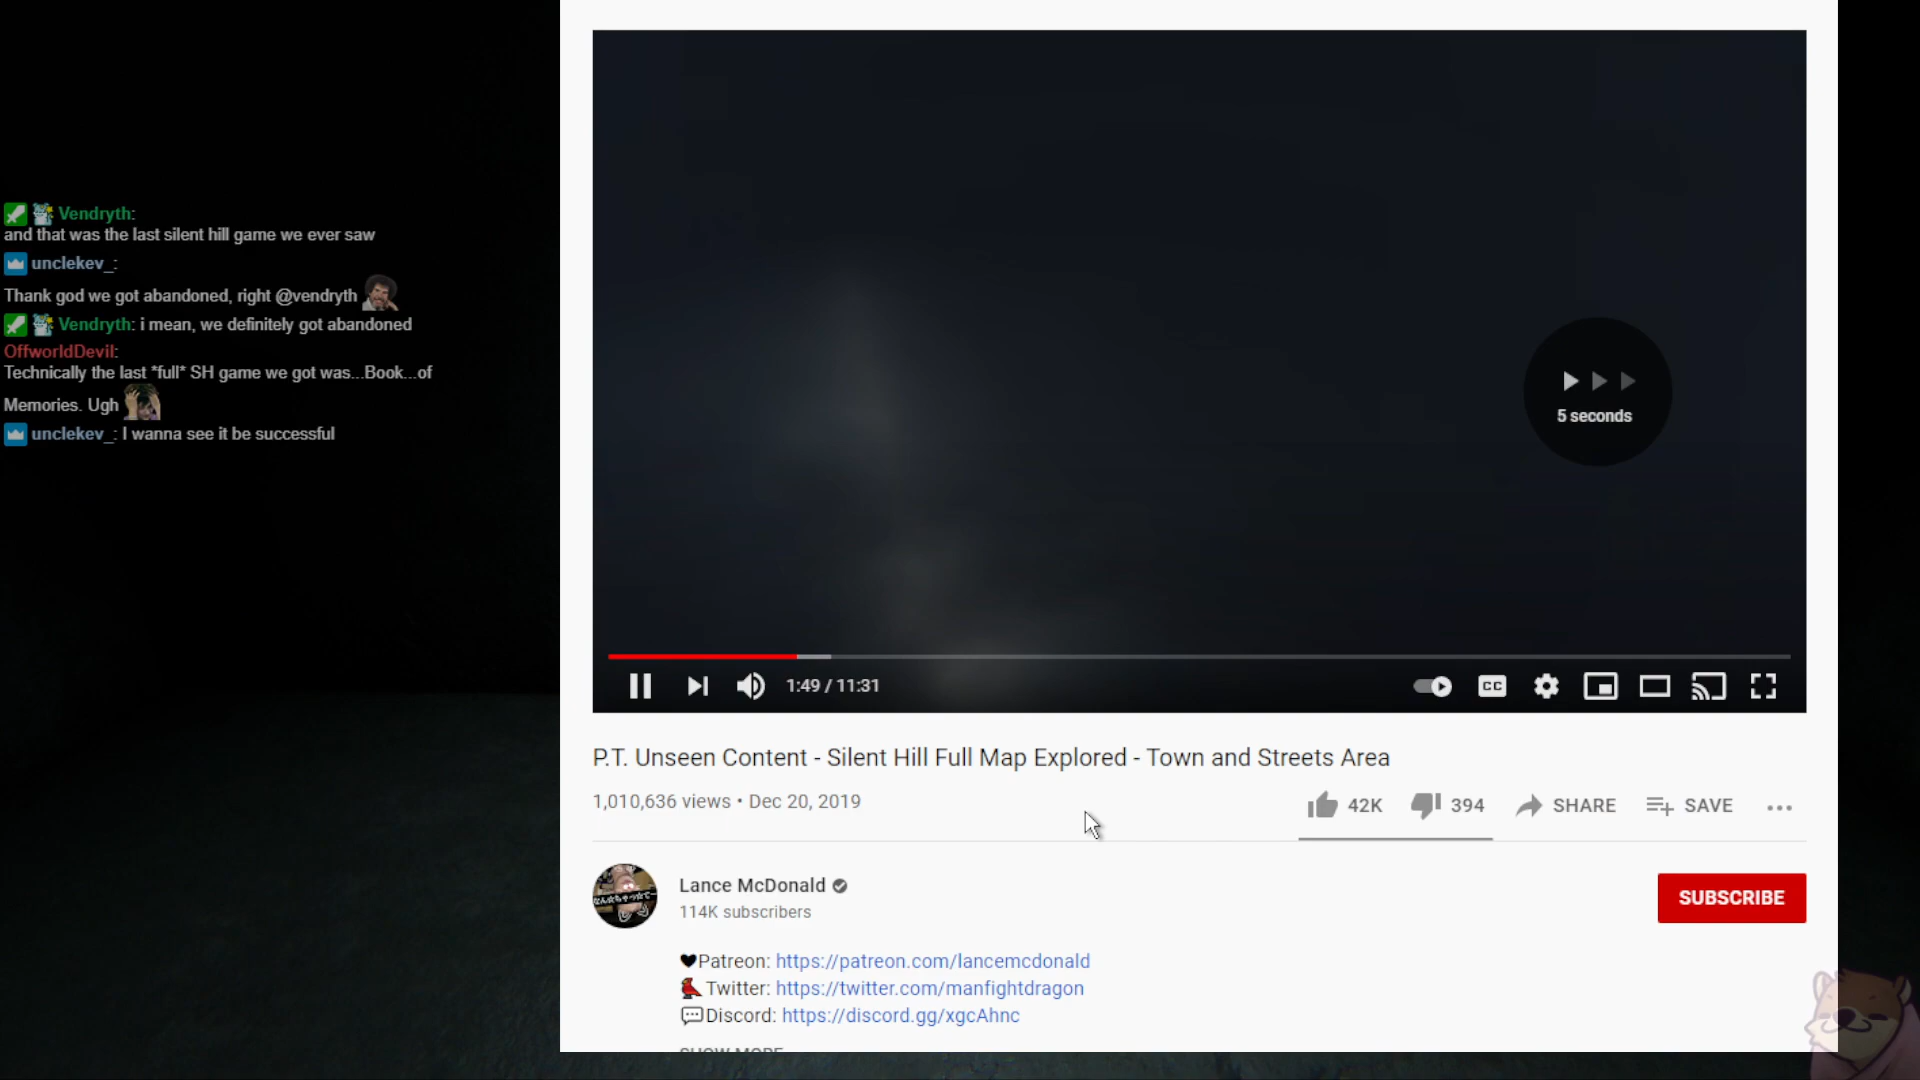 Vendryth:
and that was the last silent hill game we ever saw
unclekev_:
Thank god we got abandoned, right @vendryth
Vendryth: i mean, we definitely got abandoned
OffworldDevil:
Technically the last *full* SH game we got was...Book...of
Memories. Ugh
unclekev_: I wanna see it be successful
5 seconds
1:49 / 11:31
CC
P.T. Unseen Content - Silent Hill Full Map Explored - Town and Streets Area
1,010,636 views • Dec 20, 2019
42K
394
SHARE
SAVE
Lance McDonald
114K subscribers
SUBSCRIBE
Patreon: https://patreon.com/lancemcdonald
Twitter: https://twitter.com/manfightdragon
Discord: https://discord.gg/xgcAhnc
SHOW MORE